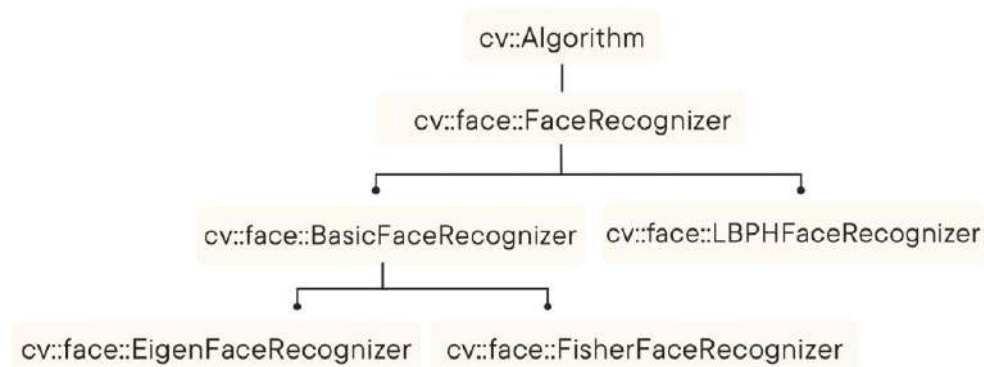 cv::Algorithm
cv::face::FaceRecognizer
cv::face::BasicFaceRecognizer
cv::face::LBPHFaceRecognizer
cv::face::EigenFaceRecognizer
cv::face::FisherFaceRecognizer